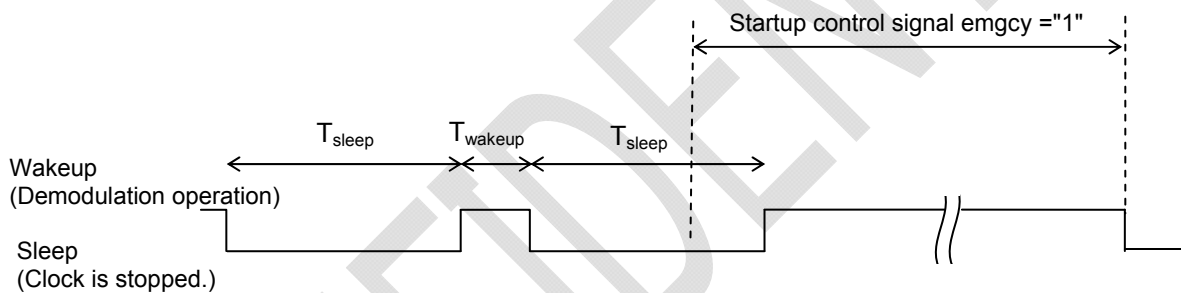 Startup control signal emgcy ="1"
Tsleep
Twakeup
Tsleep
Wakeup
(Demodulation operation)
Sleep
(Clock is stopped.)